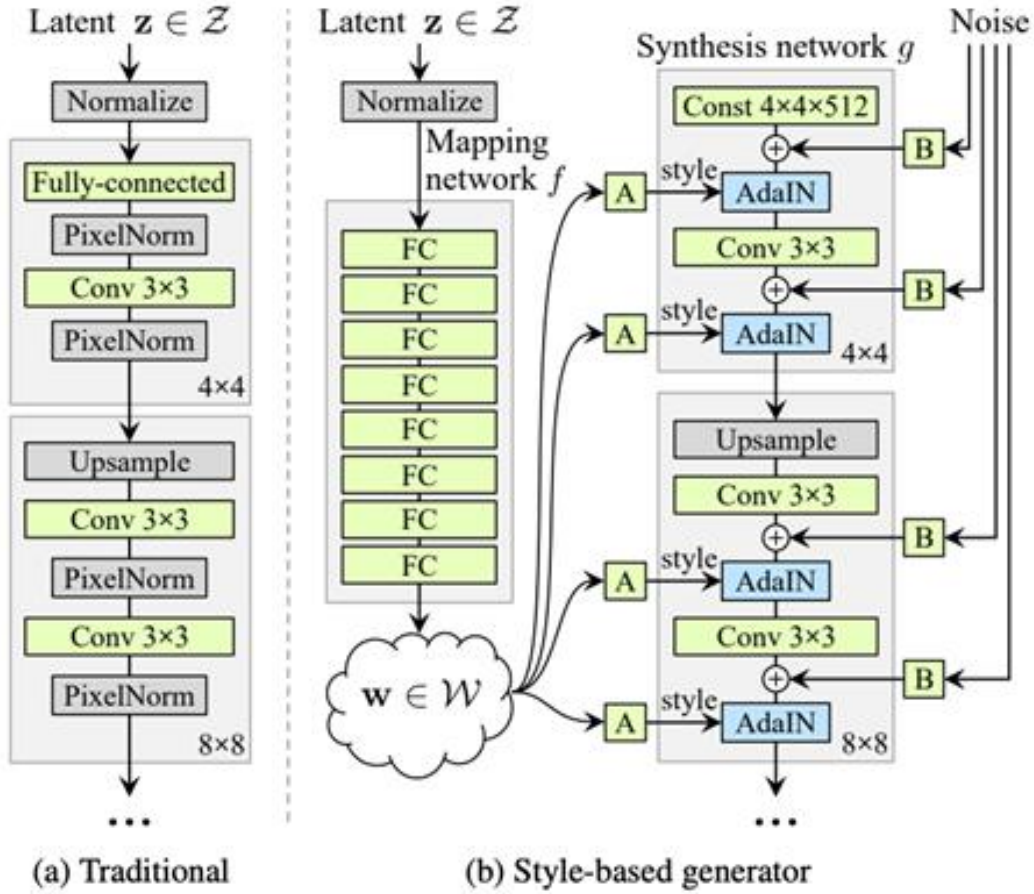 Latent z ∈ Z
Normalize
Fully-connected
PixelNorm
Conv 3×3
PixelNorm
4×4
Upsample
Conv 3×3
PixelNorm
Conv 3×3
PixelNorm
8×8
...
(a) Traditional
Latent z ∈ Z
Normalize
Mapping
network f
FC
FC
FC
FC
FC
FC
FC
FC
w ∈ W
A
style
A
style
A
style
A
style
Noise
Synthesis network g
Const 4×4×512
+
B
AdaIN
Conv 3×3
+
B
AdaIN
4×4
Upsample
Conv 3×3
+
B
AdaIN
Conv 3×3
+
B
AdaIN
8×8
...
(b) Style-based generator